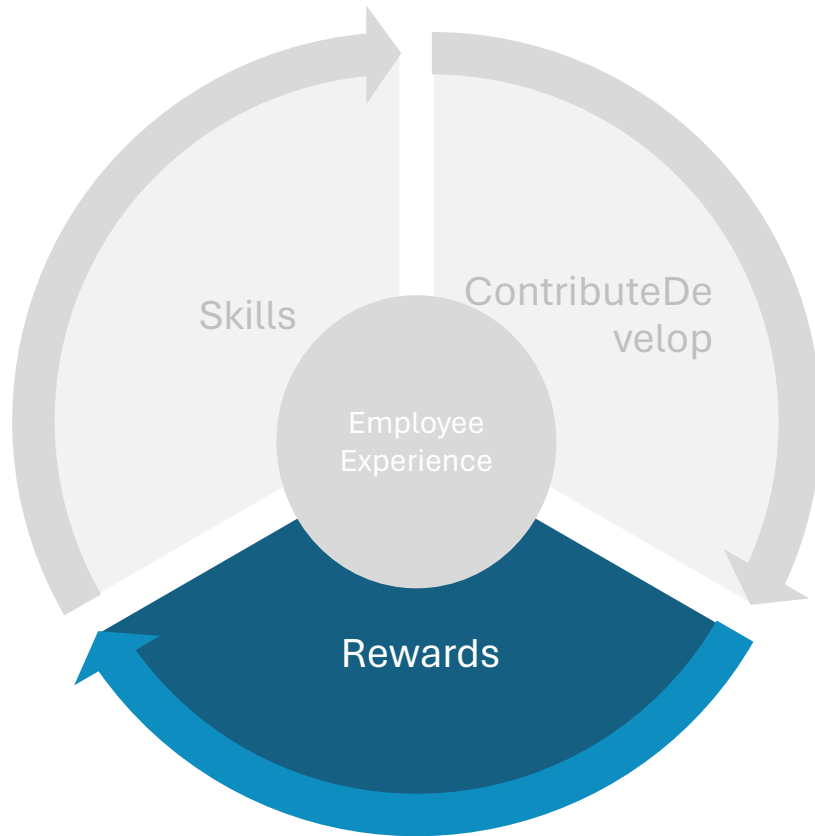 Skills
ContributeDe
velop
Employee
Experience
Rewards